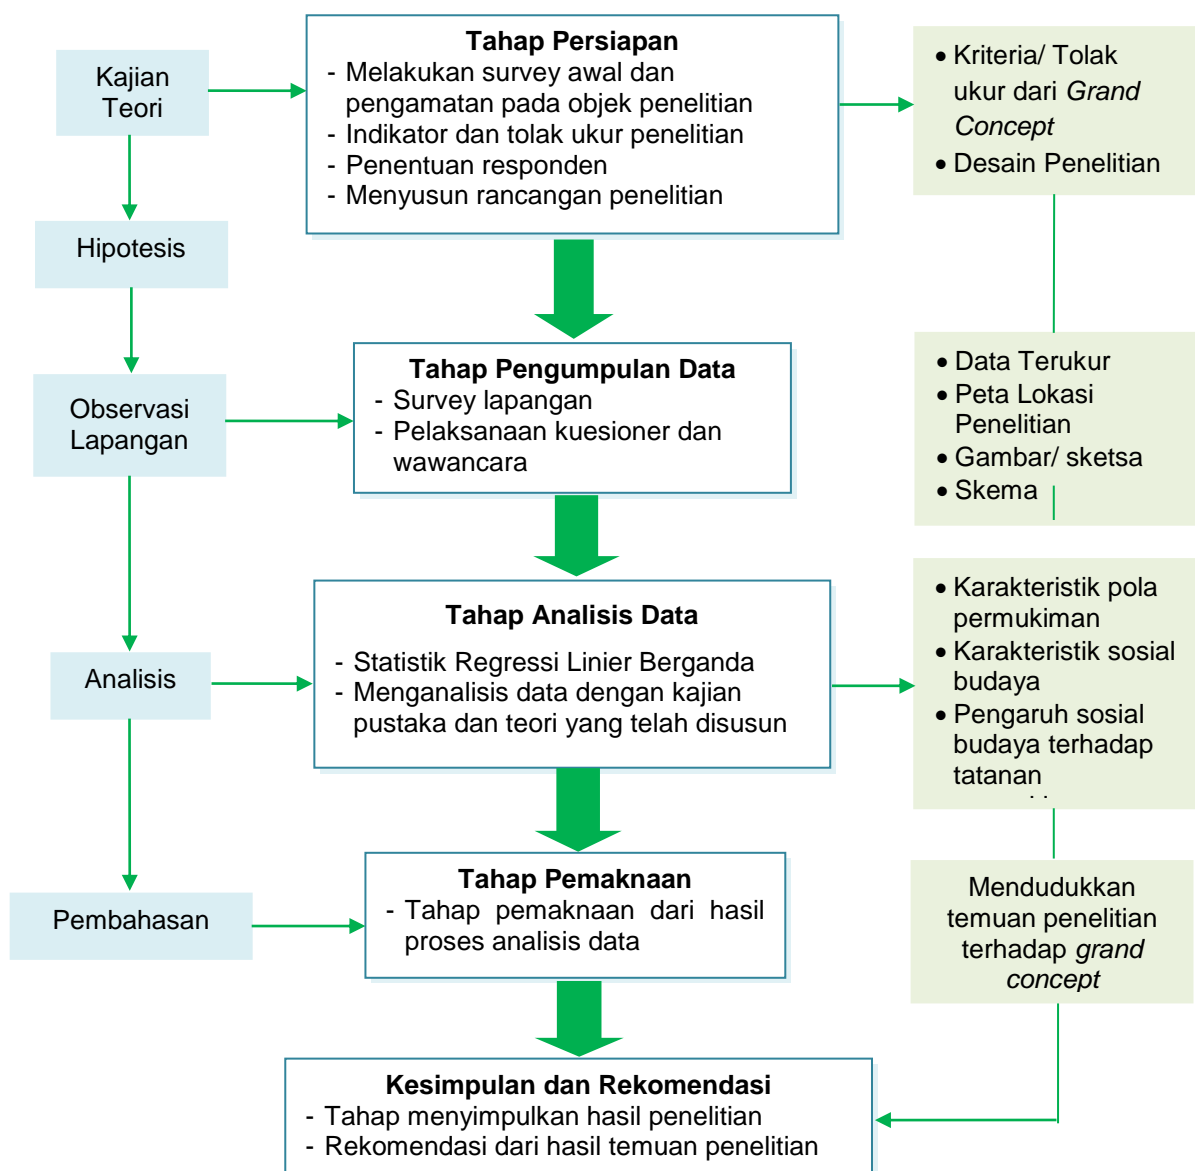 Kajian
Teori
Hipotesis
Observasi
Lapangan
Analisis
Pembahasan
Tahap Persiapan
- Melakukan survey awal dan
pengamatan pada objek penelitian
- Indikator dan tolak ukur penelitian
- Penentuan responden
- Menyusun rancangan penelitian
Tahap Pengumpulan Data
- Survey lapangan
- Pelaksanaan kuesioner dan
wawancara
Tahap Analisis Data
- Statistik Regressi Linier Berganda
- Menganalisis data dengan kajian
pustaka dan teori yang telah disusun
Tahap Pemaknaan
- Tahap pemaknaan dari hasil
proses analisis data
Kesimpulan dan Rekomendasi
- Tahap menyimpulkan hasil penelitian
- Rekomendasi dari hasil temuan penelitian
• Kriteria/ Tolak
ukur dari Grand
Concept
• Desain Penelitian
• Data Terukur
• Peta Lokasi
Penelitian
• Gambar/ sketsa
• Skema
• Karakteristik pola
permukiman
• Karakteristik sosial
budaya
• Pengaruh sosial
budaya terhadap
tatanan
Mendudukkan
temuan penelitian
terhadap grand
concept